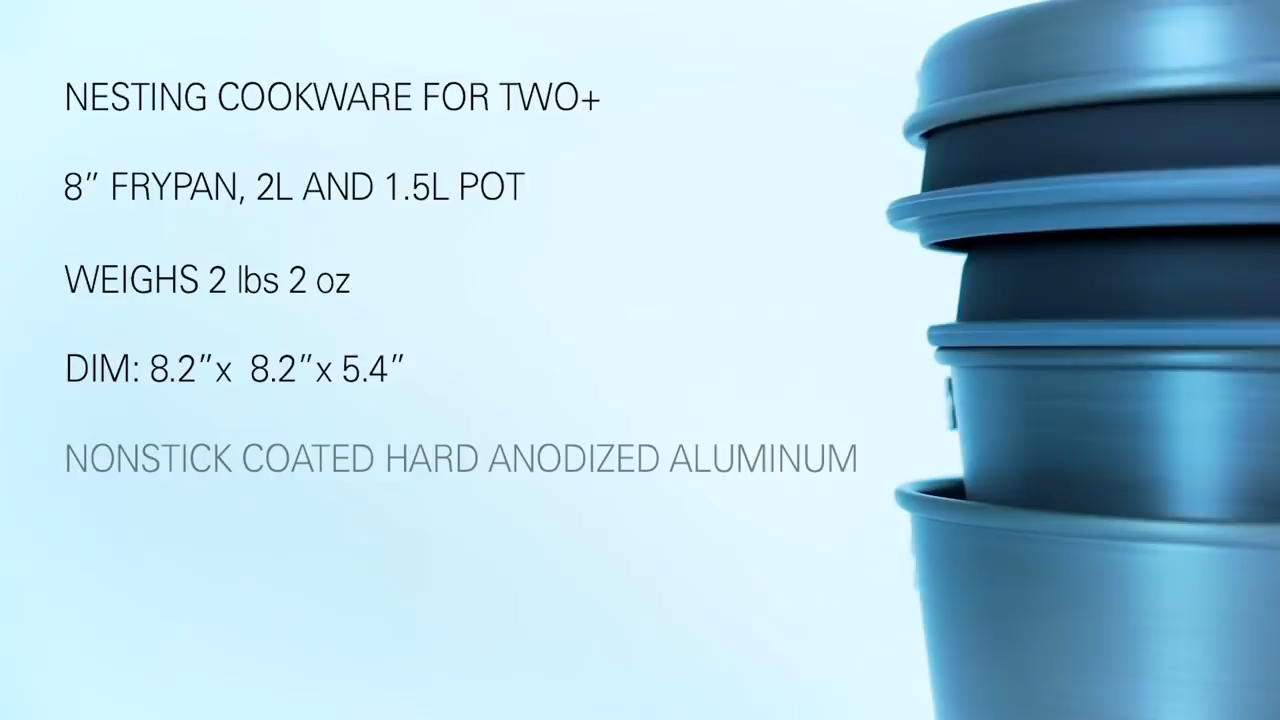 NESTING COOKWARE FOR TWO+
8” FRYPAN, 2L AND 1.5L POT
WEIGHS 2 lbs 2 oz
DIM: 8.2”x 8.2”x 5.4”
NONSTICK COATED HARD ANODIZED ALUMINUM